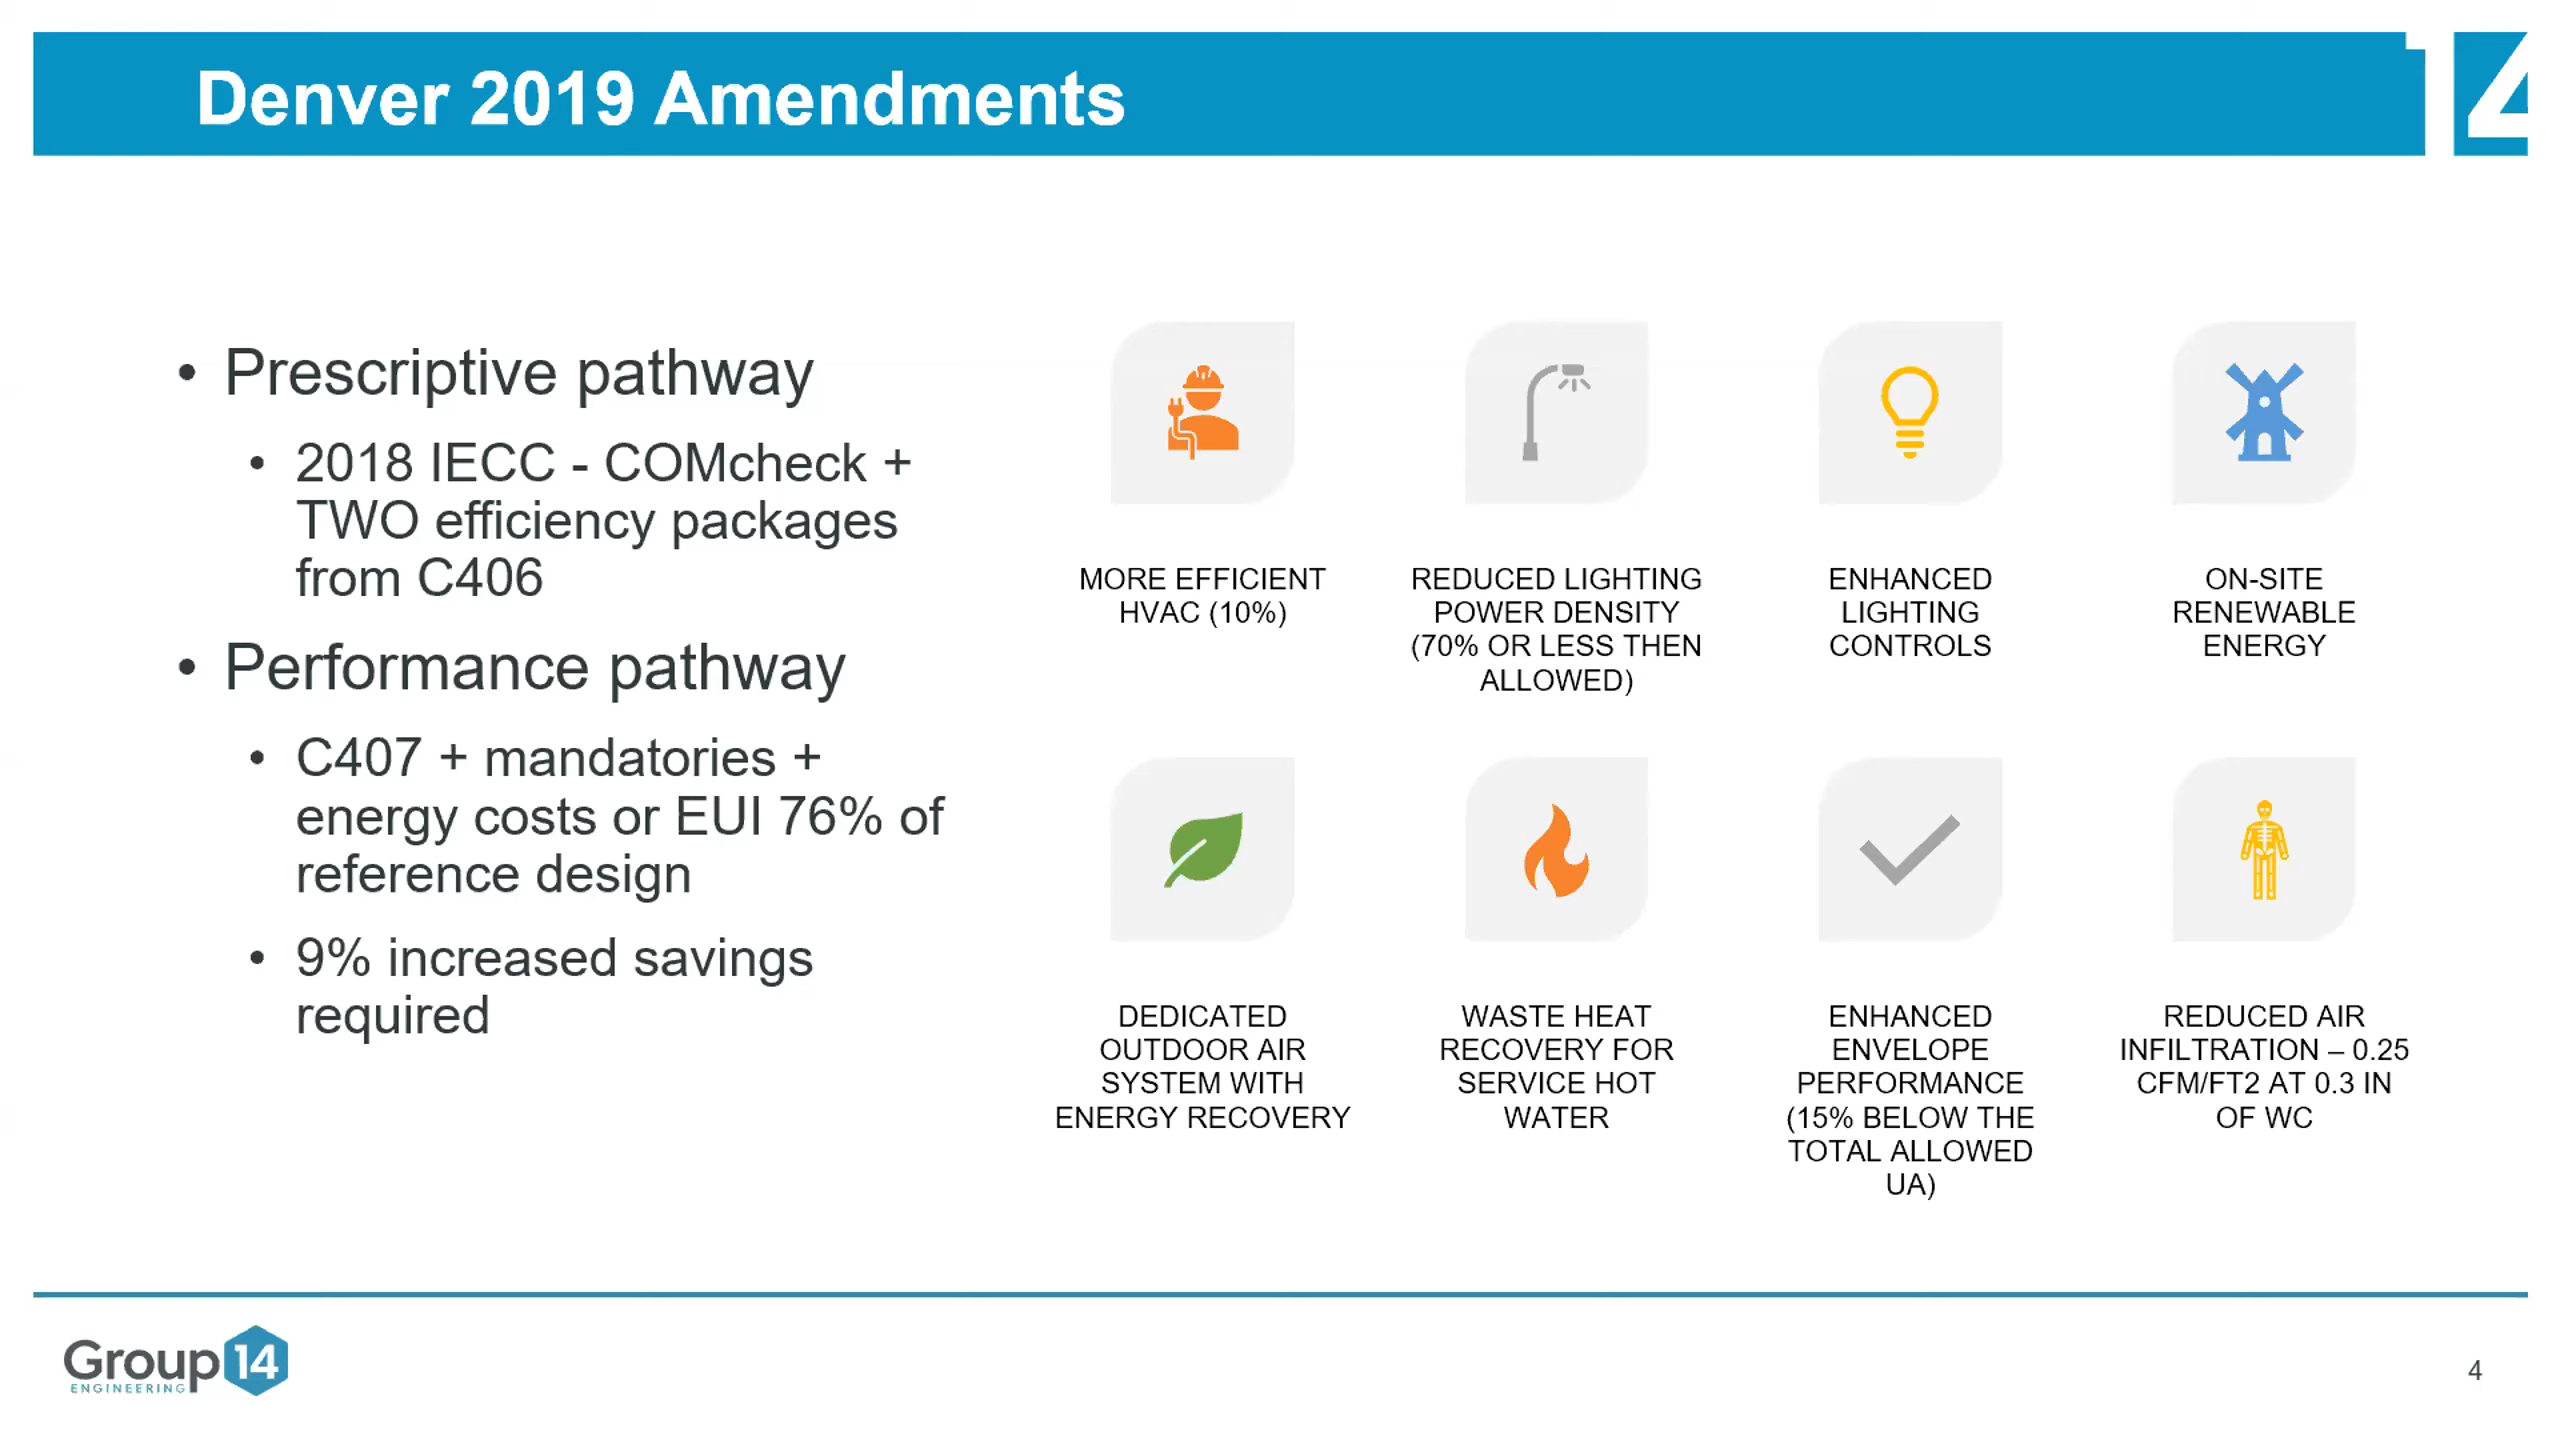 Denver 2019 Amendments
14
• Prescriptive pathway
• 2018 IECC - COMcheck +
TWO efficiency packages
from C406
• Performance pathway
• C407 + mandatories +
energy costs or EUI 76% of
reference design
• 9% increased savings
required
MORE EFFICIENT
HVAC (10%)
REDUCED LIGHTING
POWER DENSITY
(70% OR LESS THEN
ALLOWED)
ENHANCED
LIGHTING
CONTROLS
ON-SITE
RENEWABLE
ENERGY
DEDICATED
OUTDOOR AIR
SYSTEM WITH
ENERGY RECOVERY
WASTE HEAT
RECOVERY FOR
SERVICE HOT
WATER
ENHANCED
ENVELOPE
PERFORMANCE
(15% BELOW THE
TOTAL ALLOWED
UA)
REDUCED AIR
INFILTRATION – 0.25
CFM/FT2 AT 0.3 IN
OF WC
Group14
ENGINEERING
4